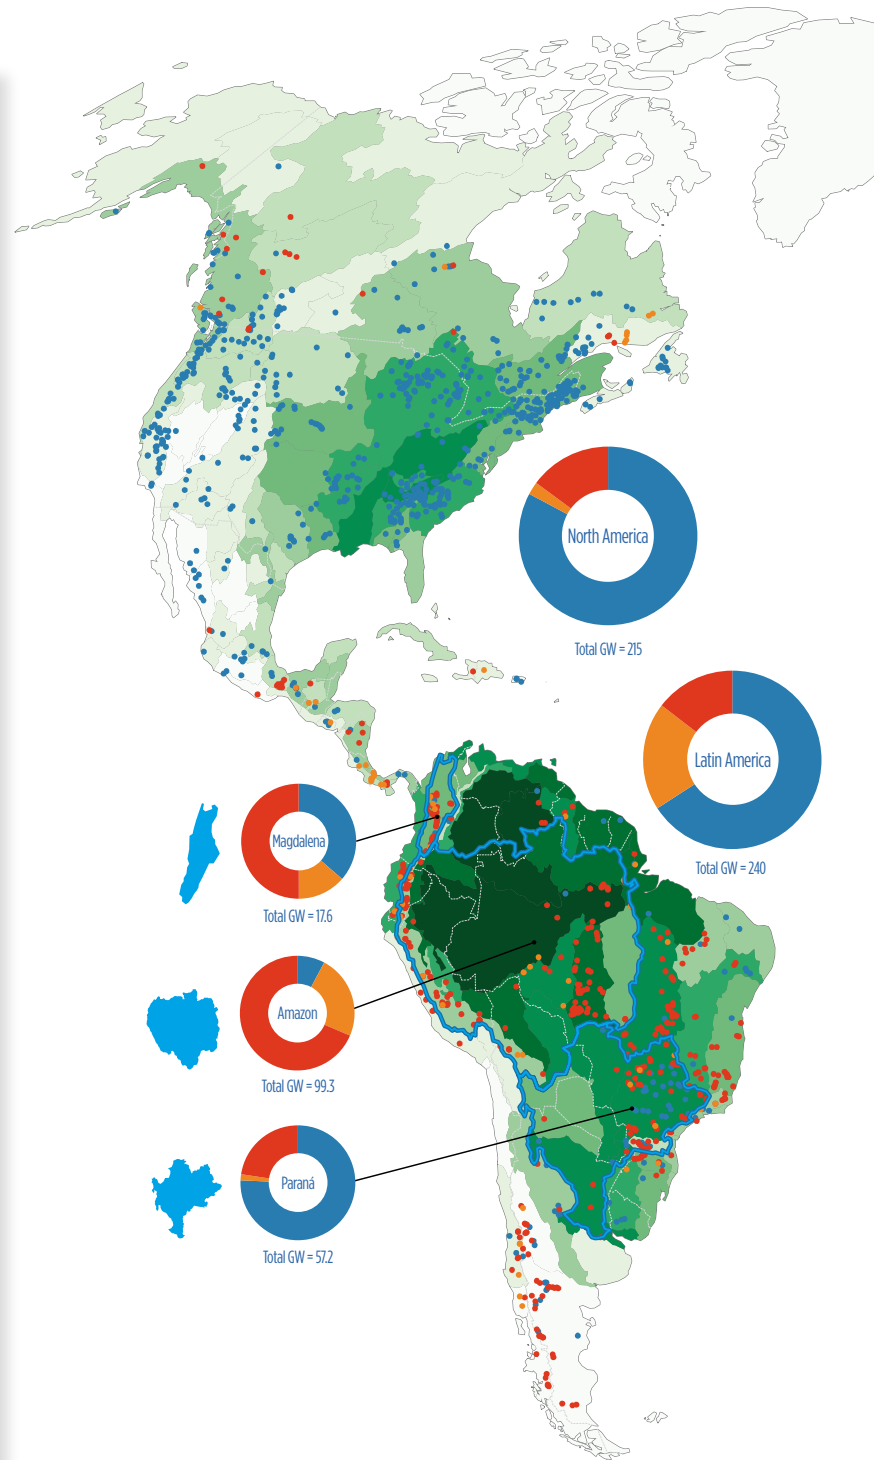 North America
Total GW = 215
Latin America
Total GW = 240
Magdalena
Total GW = 17.6
Amazon
Total GW = 99.3
Paraná
Total GW = 57.2